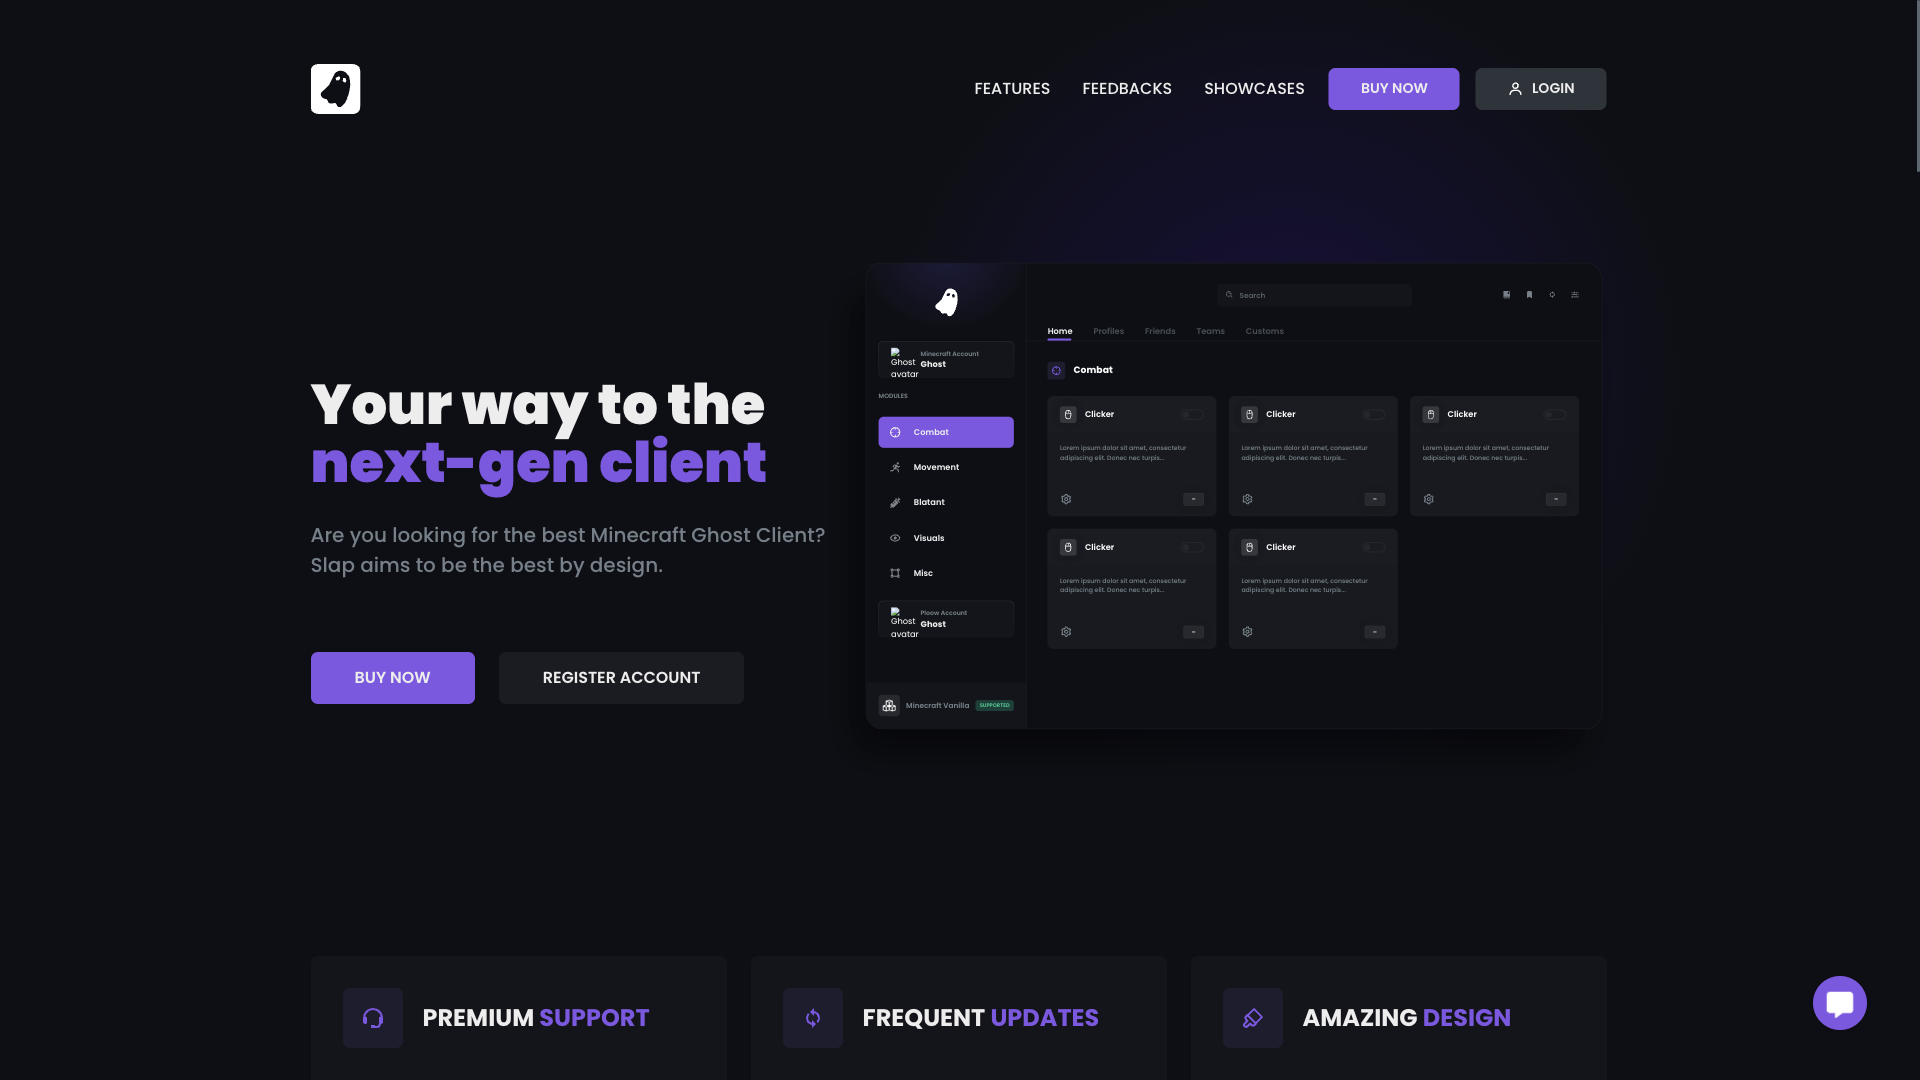 FEATURES
FEEDBACKS
SHOWCASES
BUY NOW
LOGIN
Your way to the
next-gen client
Are you looking for the best Minecraft Ghost Client?
Slap aims to be the best by design.
BUY NOW
REGISTER ACCOUNT
Ghost
avatar
Minecraft Account
Ghost
MODULES
Combat
Movement
Blatant
Visuals
Misc
Ghost
avatar
Ploow Account
Ghost
Minecraft Vanilla
SUPPORTED
Search
Home
Profiles
Friends
Teams
Customs
Combat
Clicker
Lorem ipsum dolor sit amet, consectetur
adipiscing elit. Donec nec turpis...
Clicker
Lorem ipsum dolor sit amet, consectetur
adipiscing elit. Donec nec turpis...
Clicker
Lorem ipsum dolor sit amet, consectetur
adipiscing elit. Donec nec turpis...
Clicker
Lorem ipsum dolor sit amet, consectetur
adipiscing elit. Donec nec turpis...
Clicker
Lorem ipsum dolor sit amet, consectetur
adipiscing elit. Donec nec turpis...
PREMIUM SUPPORT
FREQUENT UPDATES
AMAZING DESIGN